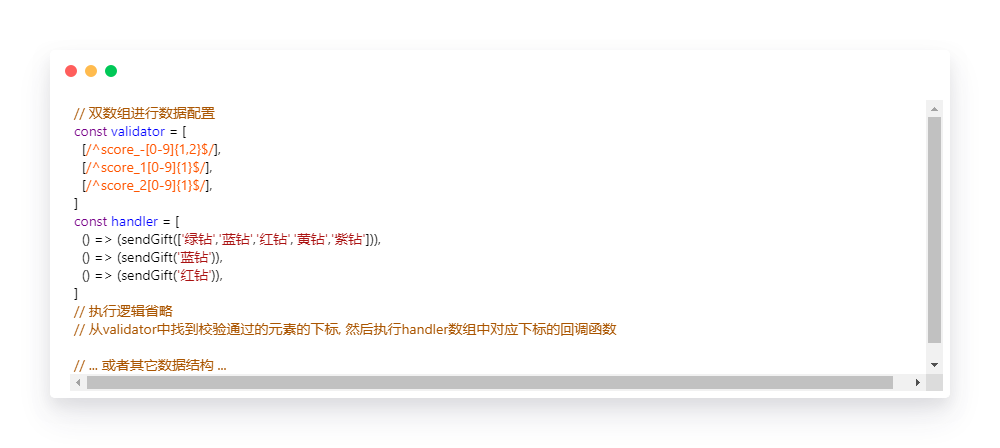 // 双数组进行数据配置
const validator = [
  [/^score_-[0-9]{1,2}$/],
  [/^score_1[0-9]{1}$/],
  [/^score_2[0-9]{1}$/],
]
const handler = [
  () => (sendGift(['绿钻','蓝钻','红钻','黄钻','紫钻'])),
  () => (sendGift('蓝钻')),
  () => (sendGift('红钻')),
]
// 执行逻辑省略
// 从validator中找到校验通过的元素的下标, 然后执行handler数组中对应下标的回调函数
// ... 或者其它数据结构 ...